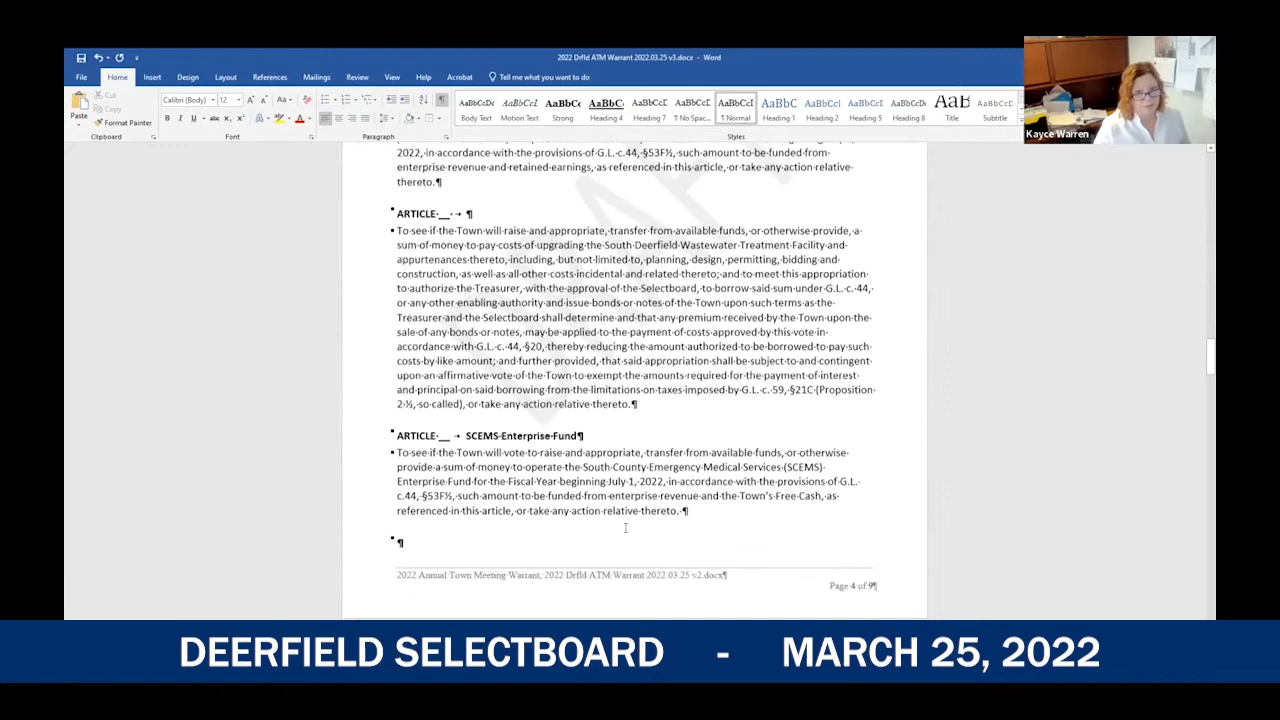 2022 Drfld ATM Warrant 2022.03.25 v3.docx - Word
File Home Insert Design Layout References Mailings Review View Help Acrobat Tell me what you want to do
Paste
Cut
Copy
Format Painter
Clipboard
Calibri (Body) 12
Font
Paragraph
AaBbCcDc AaBbCcI AaBbCc AaBbCc AaBbCcI AaBbCcI AaBbCcI AaBbC AaBbCcI AaBbCcI AaBbCcDc AaB AaBbCcD
Body Text Motion Text Strong Heading 4 Heading 7 ¶ No Spac... ¶ Normal Heading 1 Heading 2 Heading 5 Heading 8 Title Subtitle
Styles
Kayce Warren
2022, in accordance with the provisions of G.L. c.44, §53F½, such amount to be funded from
enterprise revenue and retained earnings, as referenced in this article, or take any action relative
thereto.¶
ARTICLE __ → ¶
To see if the Town will raise and appropriate, transfer from available funds, or otherwise provide, a
sum of money to pay costs of upgrading the South Deerfield Wastewater Treatment Facility and
appurtenances thereto, including, but not limited to, planning, design, permitting, bidding and
construction, as well as all other costs incidental and related thereto; and to meet this appropriation
to authorize the Treasurer, with the approval of the Selectboard, to borrow said sum under G.L. c. 44,
or any other enabling authority and issue bonds or notes of the Town upon such terms as the
Treasurer and the Selectboard shall determine and that any premium received by the Town upon the
sale of any bonds or notes, may be applied to the payment of costs approved by this vote in
accordance with G.L. c. 44, §20, thereby reducing the amount authorized to be borrowed to pay such
costs by like amount; and further provided, that said appropriation shall be subject to and contingent
upon an affirmative vote of the Town to exempt the amounts required for the payment of interest
and principal on said borrowing from the limitations on taxes imposed by G.L. c. 59, §21C (Proposition
2 ½, so called), or take any action relative thereto.¶
ARTICLE __ → SCEMS Enterprise Fund¶
To see if the Town will vote to raise and appropriate, transfer from available funds, or otherwise
provide a sum of money to operate the South County Emergency Medical Services (SCEMS)
Enterprise Fund for the Fiscal Year beginning July 1, 2022, in accordance with the provisions of G.L.
c.44, §53F½, such amount to be funded from enterprise revenue and the Town's Free Cash, as
referenced in this article, or take any action relative thereto. ¶
¶
2022 Annual Town Meeting Warrant, 2022 Drfld ATM Warrant 2022.03.25 v2.docx¶
Page 4 of 9¶
DRAFT
DEERFIELD SELECTBOARD - MARCH 25, 2022